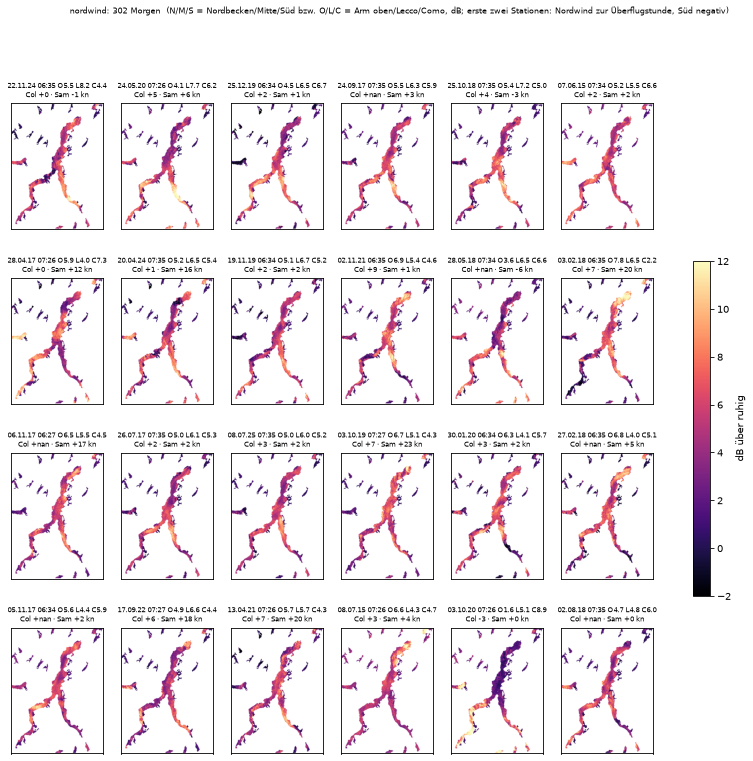 nordwind: 302 Morgen (N/M/S = Nordbecken/Mitte/Süd bzw. O/L/C = Arm oben/Lecco/Como, dB; erste zwei Stationen: Nordwind zur Überflugstunde, Süd negativ)
22.11.24 06:35 O5.5 L8.2 C4.4
Col +0 · Sam -1 kn
24.05.20 07:26 O4.1 L7.7 C6.2
Col +5 · Sam +6 kn
25.12.19 06:34 O4.5 L6.5 C6.7
Col +2 · Sam +1 kn
24.09.17 07:35 O5.5 L6.3 C5.9
Col +nan · Sam +3 kn
25.10.18 07:35 O5.4 L7.2 C5.0
Col +4 · Sam -3 kn
07.06.15 07:34 O5.2 L5.5 C6.6
Col +2 · Sam +2 kn
28.04.17 07:26 O5.9 L4.0 C7.3
Col +0 · Sam +12 kn
20.04.24 07:35 O5.2 L6.5 C5.4
Col +1 · Sam +16 kn
19.11.19 06:34 O5.1 L6.7 C5.2
Col +2 · Sam +2 kn
02.11.21 06:35 O6.9 L5.4 C4.6
Col +9 · Sam +1 kn
28.05.18 07:34 O3.6 L6.5 C6.6
Col +nan · Sam -6 kn
03.02.18 06:35 O7.8 L6.5 C2.2
Col +7 · Sam +20 kn
06.11.17 06:27 O6.5 L5.5 C4.5
Col +nan · Sam +17 kn
26.07.17 07:35 O5.0 L6.1 C5.3
Col +2 · Sam +2 kn
08.07.25 07:35 O5.0 L6.0 C5.2
Col +3 · Sam +2 kn
03.10.19 07:27 O6.7 L5.1 C4.3
Col +7 · Sam +23 kn
30.01.20 06:34 O6.3 L4.1 C5.7
Col +3 · Sam +2 kn
27.02.18 06:35 O6.8 L4.0 C5.1
Col +nan · Sam +5 kn
05.11.17 06:34 O5.6 L4.4 C5.9
Col +nan · Sam +2 kn
17.09.22 07:27 O4.9 L6.6 C4.4
Col +6 · Sam +18 kn
13.04.21 07:26 O5.7 L5.7 C4.3
Col +7 · Sam +20 kn
08.07.15 07:26 O6.6 L4.3 C4.7
Col +3 · Sam +4 kn
03.10.20 07:26 O1.6 L5.1 C8.9
Col -3 · Sam +0 kn
02.08.18 07:35 O4.7 L4.8 C6.0
Col +nan · Sam +0 kn
12
10
8
6
4
2
0
−2
dB über ruhig